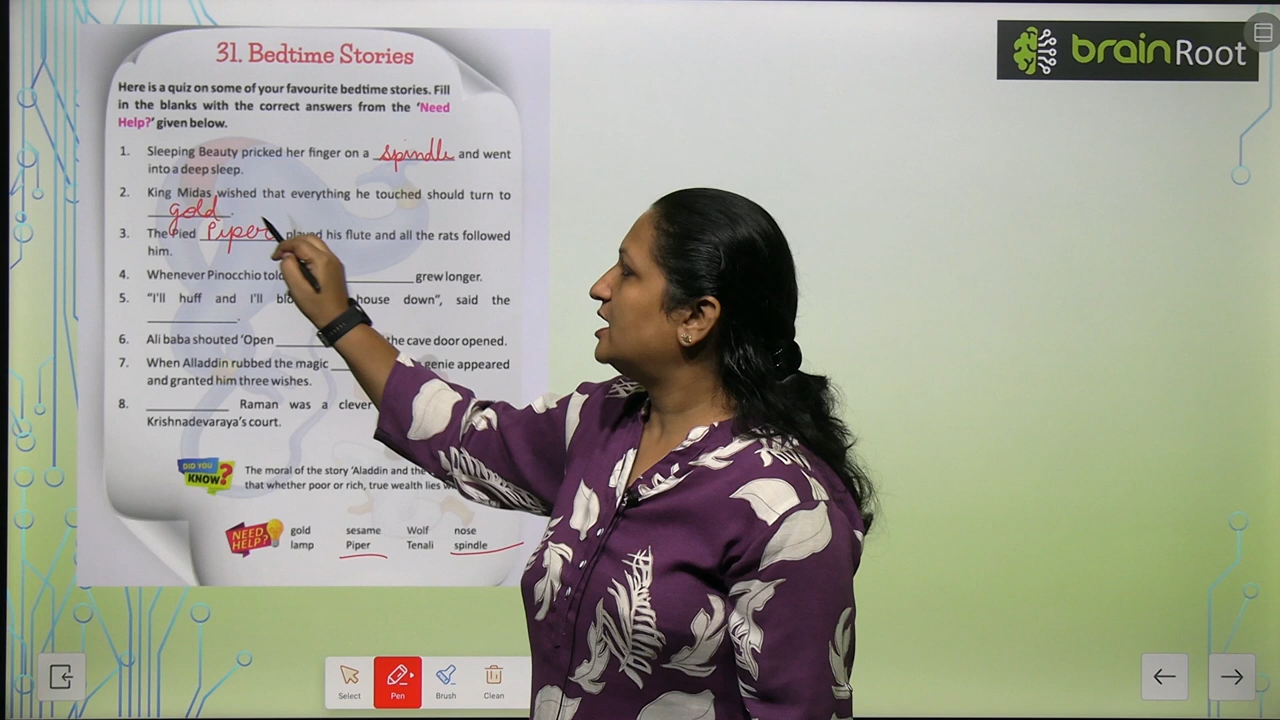 brainRoot
31. Bedtime Stories
Here is a quiz on some of your favourite bedtime stories. Fill
in the blanks with the correct answers from the ‘Need
Help?’ given below.
1. Sleeping Beauty pricked her finger on a spindle and went
into a deep sleep.
2. King Midas wished that everything he touched should turn to
gold.
3. The Pied Piper played his flute and all the rats followed
him.
4. Whenever Pinocchio told grew longer.
5. “I'll huff and I'll house down”, said the
6. Ali baba shouted ‘Open the cave door opened.
7. When Alladdin rubbed the magic genie appeared
and granted him three wishes.
8. Raman was a clever
Krishnadevaraya's court.
DID YOU
KNOW?
The moral of the story ‘Aladdin and the
that whether poor or rich, true wealth lies
NEED
HELP?
gold sesame Wolf nose
lamp Piper Tenali spindle
Select Pen Brush Clean